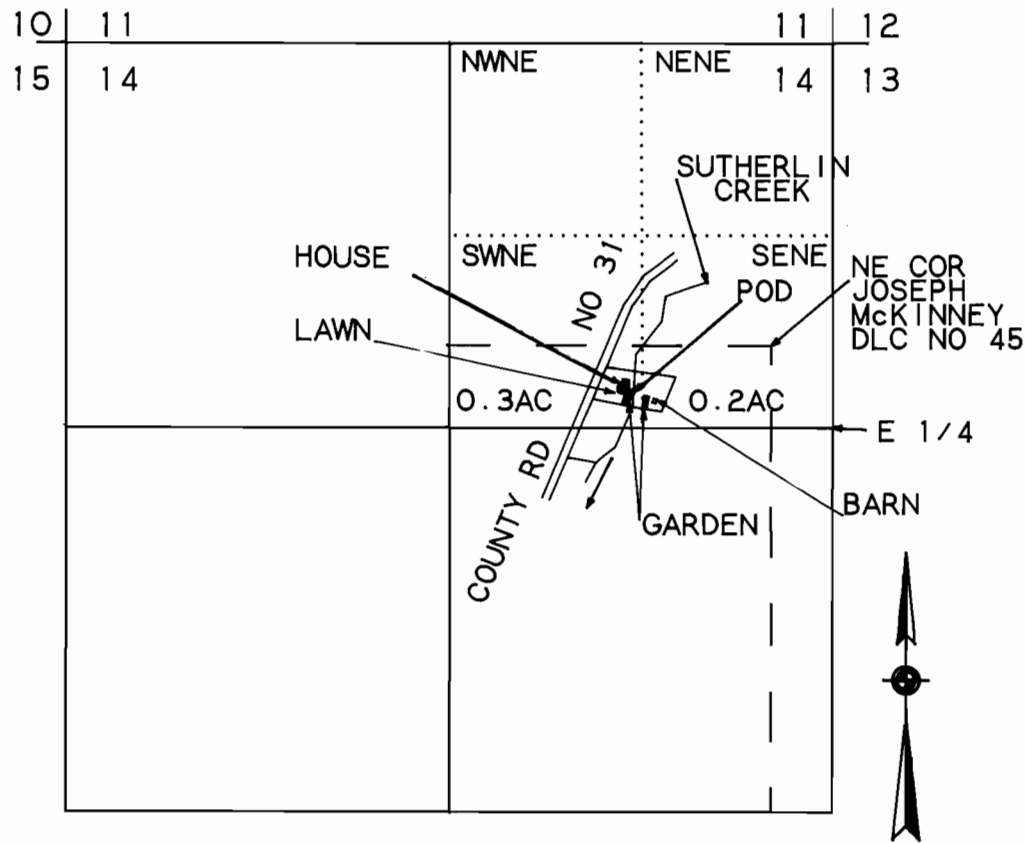 10 11 11 12
15 14 14 13
NWNE NENE
SUTHERLIN
CREEK
HOUSE SWNE NO 31 SENE
NE COR
JOSEPH
McKINNEY
DLC NO 45
POD
LAWN
0.3AC 0.2AC
E 1/4
COUNTY RD
BARN
GARDEN